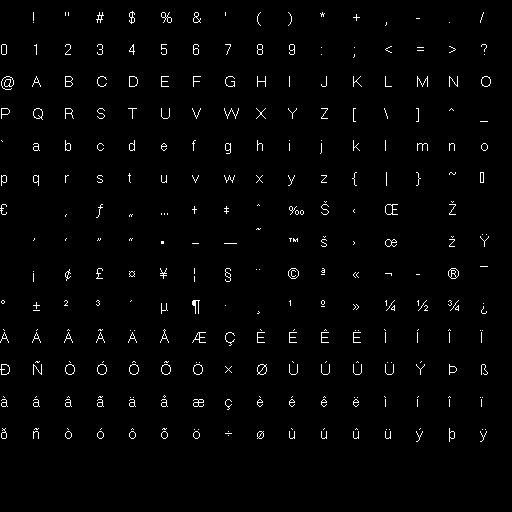 ! " # $ % & ' ( ) * + , - . /
0 1 2 3 4 5 6 7 8 9 : ; < = > ?
@ A B C D E F G H I J K L M N O
P Q R S T U V W X Y Z [ \ ] ^ _
` a b c d e f g h i j k l m n o
p q r s t u v w x y z { | } ~ ▯
€ ‚ ƒ „ … † ‡ ˆ ‰ Š ‹ Œ Ž
‘ ’ “ ” • – — ˜ ™ š › œ ž Ÿ
¡ ¢ £ ¤ ¥ ¦ § ¨ © ª « ¬ - ® ¯
° ± ² ³ ´ µ ¶ · ¸ ¹ º » ¼ ½ ¾ ¿
À Á Â Ã Ä Å Æ Ç È É Ê Ë Ì Í Î Ï
Ð Ñ Ò Ó Ô Õ Ö × Ø Ù Ú Û Ü Ý Þ ß
à á â ã ä å æ ç è é ê ë ì í î ï
ð ñ ò ó ô õ ö ÷ ø ù ú û ü ý þ ÿ